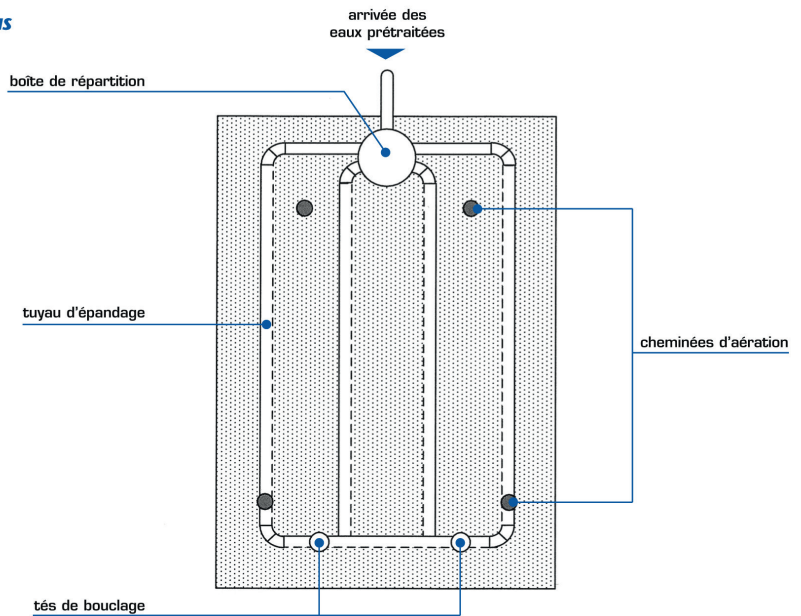 arrivée des
eaux prétraitées
boîte de répartition
tuyau d'épandage
cheminées d'aération
tés de bouclage